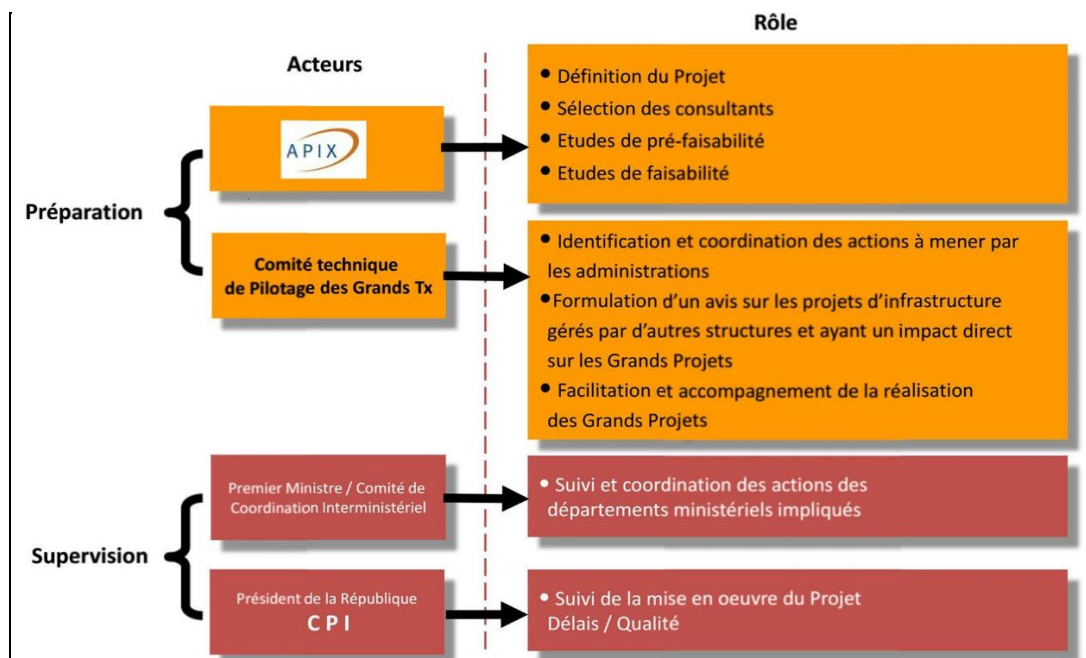 Rôle
Acteurs
Préparation
APIX
• Définition du Projet
• Sélection des consultants
• Etudes de pré-faisabilité
• Etudes de faisabilité
Comité technique
de Pilotage des Grands Tx
• Identification et coordination des actions à mener par
les administrations
•Formulation d'un avis sur les projets d'infrastructure
gérés par d'autres structures et ayant un impact direct
sur les Grands Projets
• Facilitation et accompagnement de la réalisation
des Grands Projets
Supervision
Premier Ministre / Comité de
Coordination Interministériel
• Suivi et coordination des actions des
départements ministériels impliqués
Président de la République
C P I
• Suivi de la mise en oeuvre du Projet
Délais / Qualité